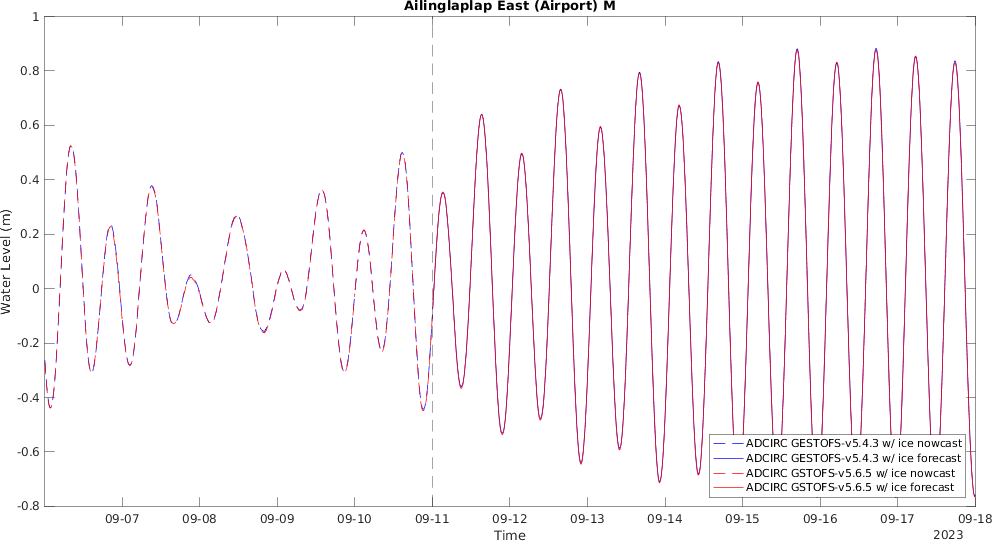 Ailinglaplap East (Airport) M
Water Level (m)
1
0.8
0.6
0.4
0.2
0
-0.2
-0.4
-0.6
-0.8
ADCIRC GESTOFS-v5.4.3 w/ ice nowcast
ADCIRC GESTOFS-v5.4.3 w/ ice forecast
ADCIRC GSTOFS-v5.6.5 w/ ice nowcast
ADCIRC GSTOFS-v5.6.5 w/ ice forecast
09-07 09-08 09-09 09-10 09-11 09-12 09-13 09-14 09-15 09-16 09-17 09-18
Time
2023